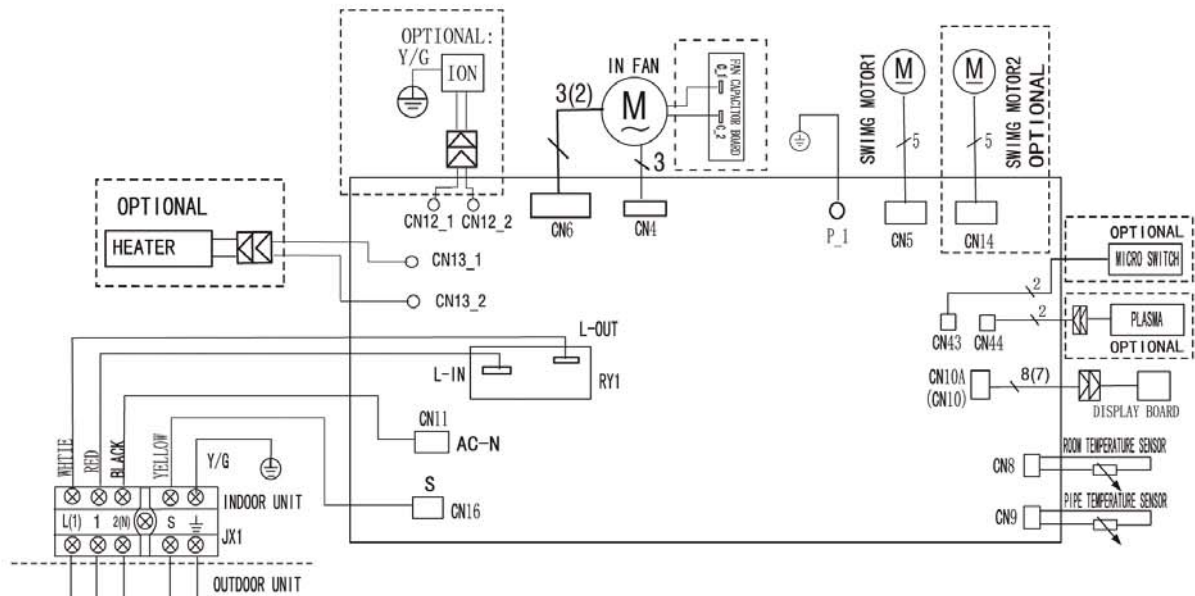 OPTIONAL:
Y/G
ION
IN FAN
3(2)
M
3
FAN CAPACITOR BOARD
C_1
C_2
SWIMG MOTOR1
M
5
M
5
SWIMG MOTOR2
OPTIONAL
OPTIONAL
HEATER
CN12_1
CN12_2
CN6
CN4
P_1
CN5
CN14
CN13_1
CN13_2
OPTIONAL
MICRO SWITCH
2
2
PLASMA
OPTIONAL
CN43
CN44
L-OUT
L-IN
RY1
CN10A
(CN10)
8(7)
DISPLAY BOARD
CN11
AC-N
WHTIE
RED
BLACK
YELLOW
Y/G
ROOM TEMPERATURE SENSOR
CN8
S
CN16
PIPE TEMPERATURE SENSOR
CN9
INDOOR UNIT
L(1)
1
2(N)
S
JX1
OUTDOOR UNIT